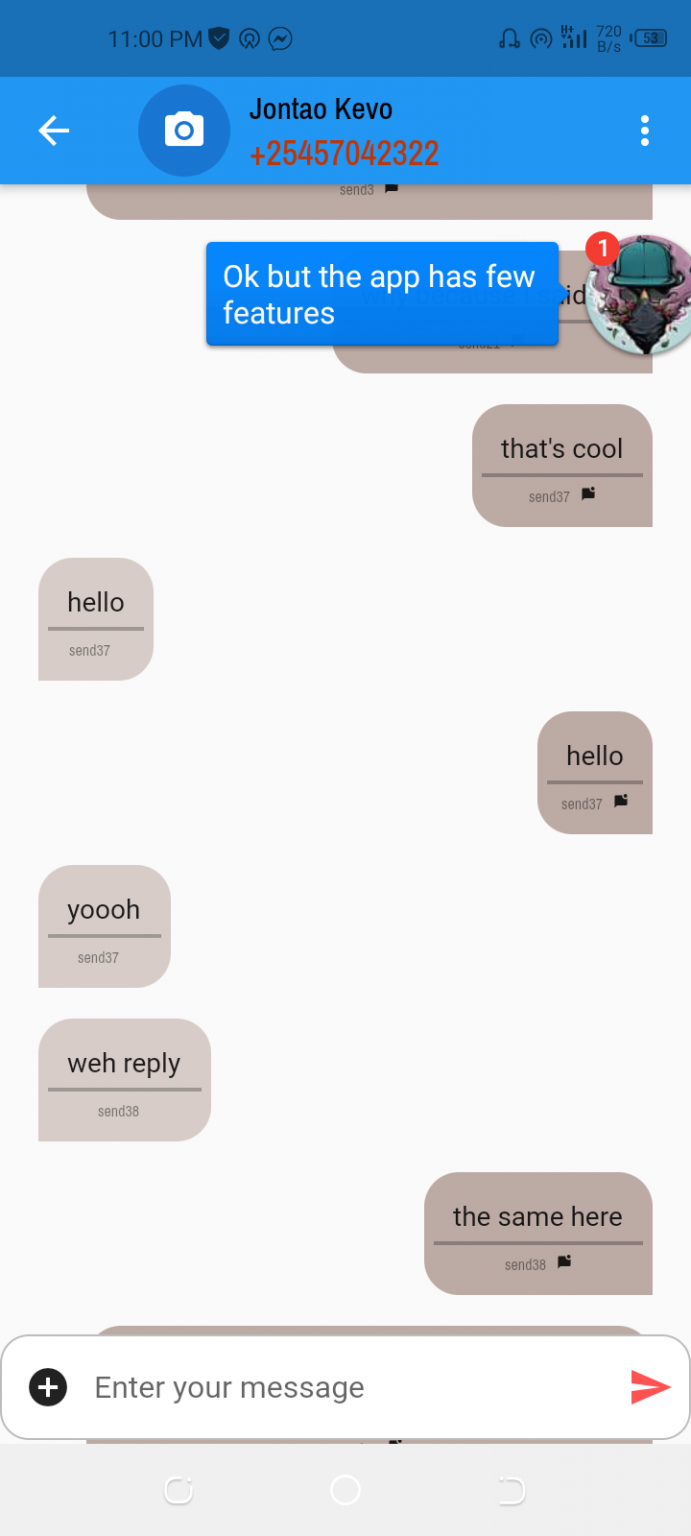 11:00 PM
720
B/s
53
Jontao Kevo
+25457042322
send3
1
Ok but the app has few
features
that's cool
send37
hello
send37
hello
send37
yoooh
send37
weh reply
send38
the same here
send38
Enter your message